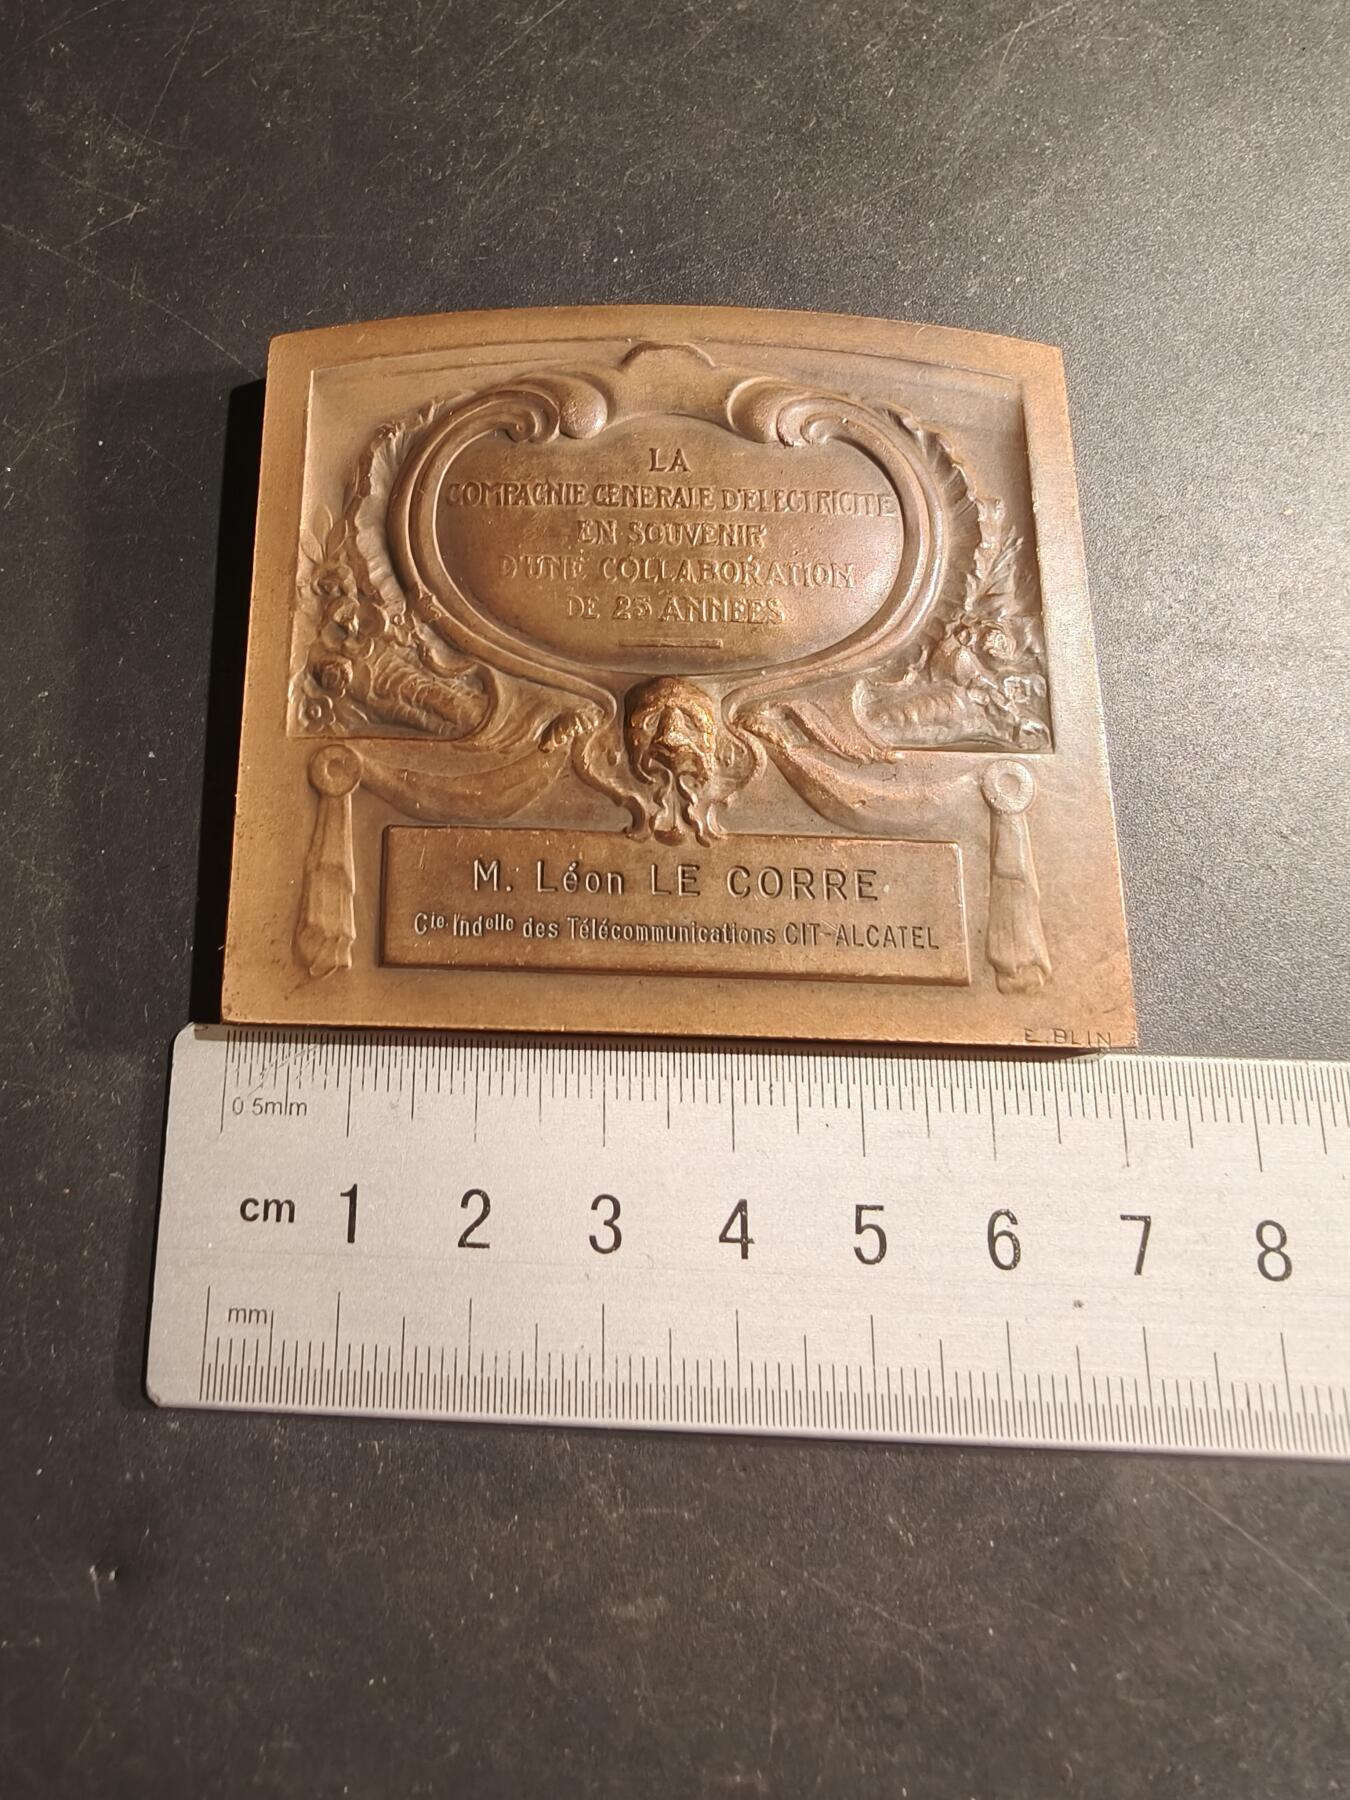 LA
COMPAGNIE GENERALE D'ELECTRICITE
EN SOUVENIR
D'UNE COLLABORATION
DE 25 ANNEES
M. Léon LE CORRE
Cte. Indelle des Télécommunications CIT-ALCATEL
E. BLIN
0 5mm
cm 1 2 3 4 5 6 7 8
mm